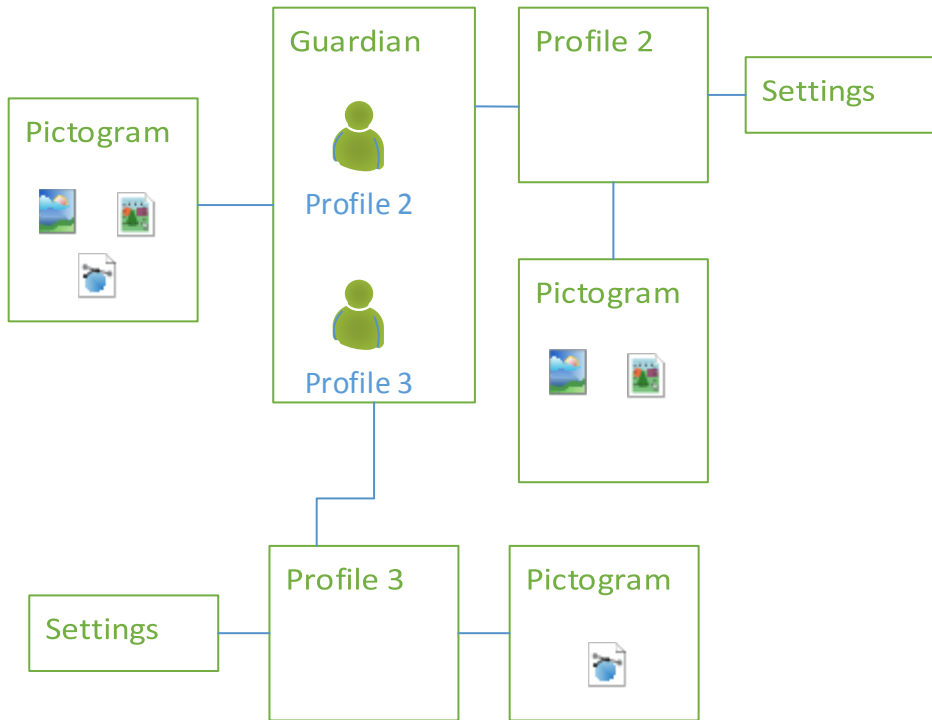 Guardian
Profile 2
Settings
Pictogram
Profile 2
Pictogram
Profile 3
Profile 3
Pictogram
Settings